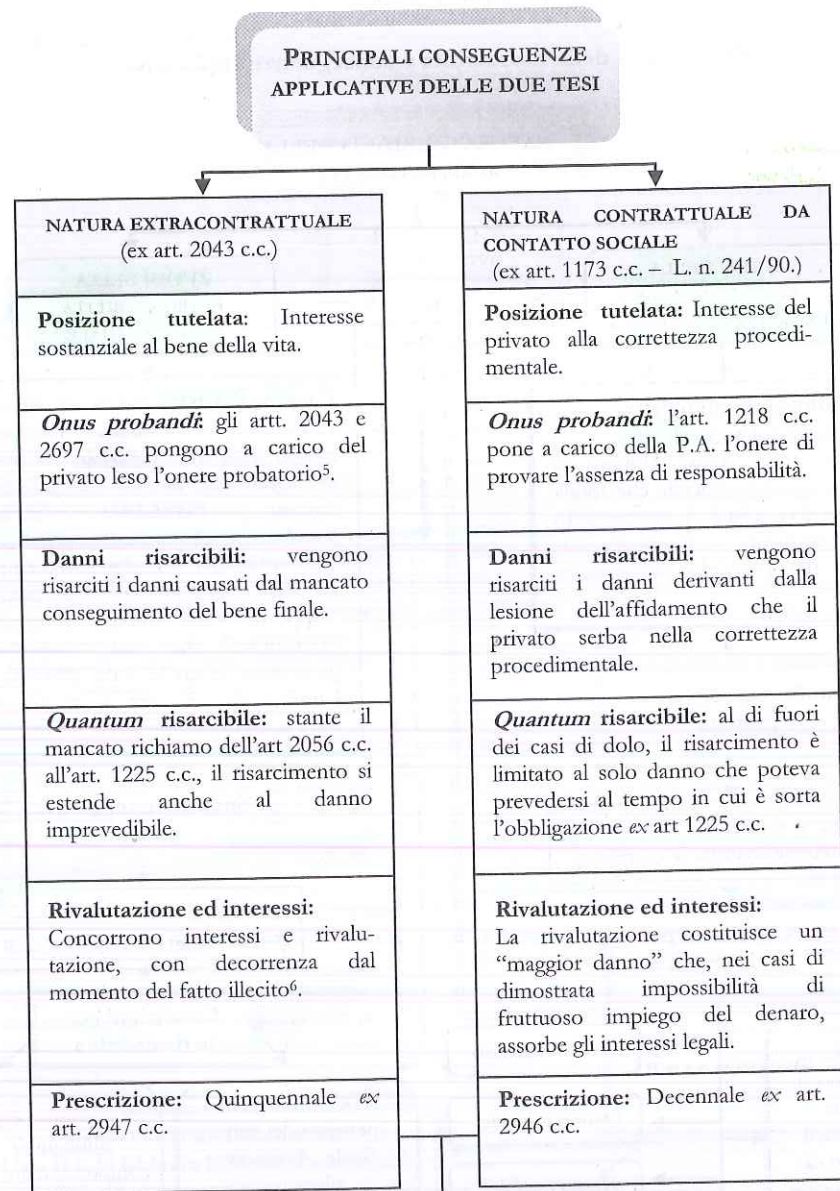 PRINCIPALI CONSEGUENZE
APPLICATIVE DELLE DUE TESI
NATURA EXTRACONTRATTUALE
(ex art. 2043 c.c.)
Posizione tutelata: Interesse
sostanziale al bene della vita.
Onus probandi: gli artt. 2043 e
2697 c.c. pongono a carico del
privato leso l'onere probatorio⁵.
Danni risarcibili: vengono
risarciti i danni causati dal mancato
conseguimento del bene finale.
Quantum risarcibile: stante il
mancato richiamo dell'art 2056 c.c.
all'art. 1225 c.c., il risarcimento si
estende anche al danno
imprevedibile.
Rivalutazione ed interessi:
Concorrono interessi e rivalu-
tazione, con decorrenza dal
momento del fatto illecito⁶.
Prescrizione: Quinquennale ex
art. 2947 c.c.
NATURA CONTRATTUALE DA
CONTATTO SOCIALE
(ex art. 1173 c.c. – L. n. 241/90.)
Posizione tutelata: Interesse del
privato alla correttezza procedi-
mentale.
Onus probandi: l'art. 1218 c.c.
pone a carico della P.A. l'onere di
provare l'assenza di responsabilità.
Danni risarcibili: vengono
risarciti i danni derivanti dalla
lesione dell'affidamento che il
privato serba nella correttezza
procedimentale.
Quantum risarcibile: al di fuori
dei casi di dolo, il risarcimento è
limitato al solo danno che poteva
prevedersi al tempo in cui è sorta
l'obbligazione ex art 1225 c.c.
Rivalutazione ed interessi:
La rivalutazione costituisce un
“maggior danno” che, nei casi di
dimostrata impossibilità di
fruttuoso impiego del denaro,
assorbe gli interessi legali.
Prescrizione: Decennale ex art.
2946 c.c.